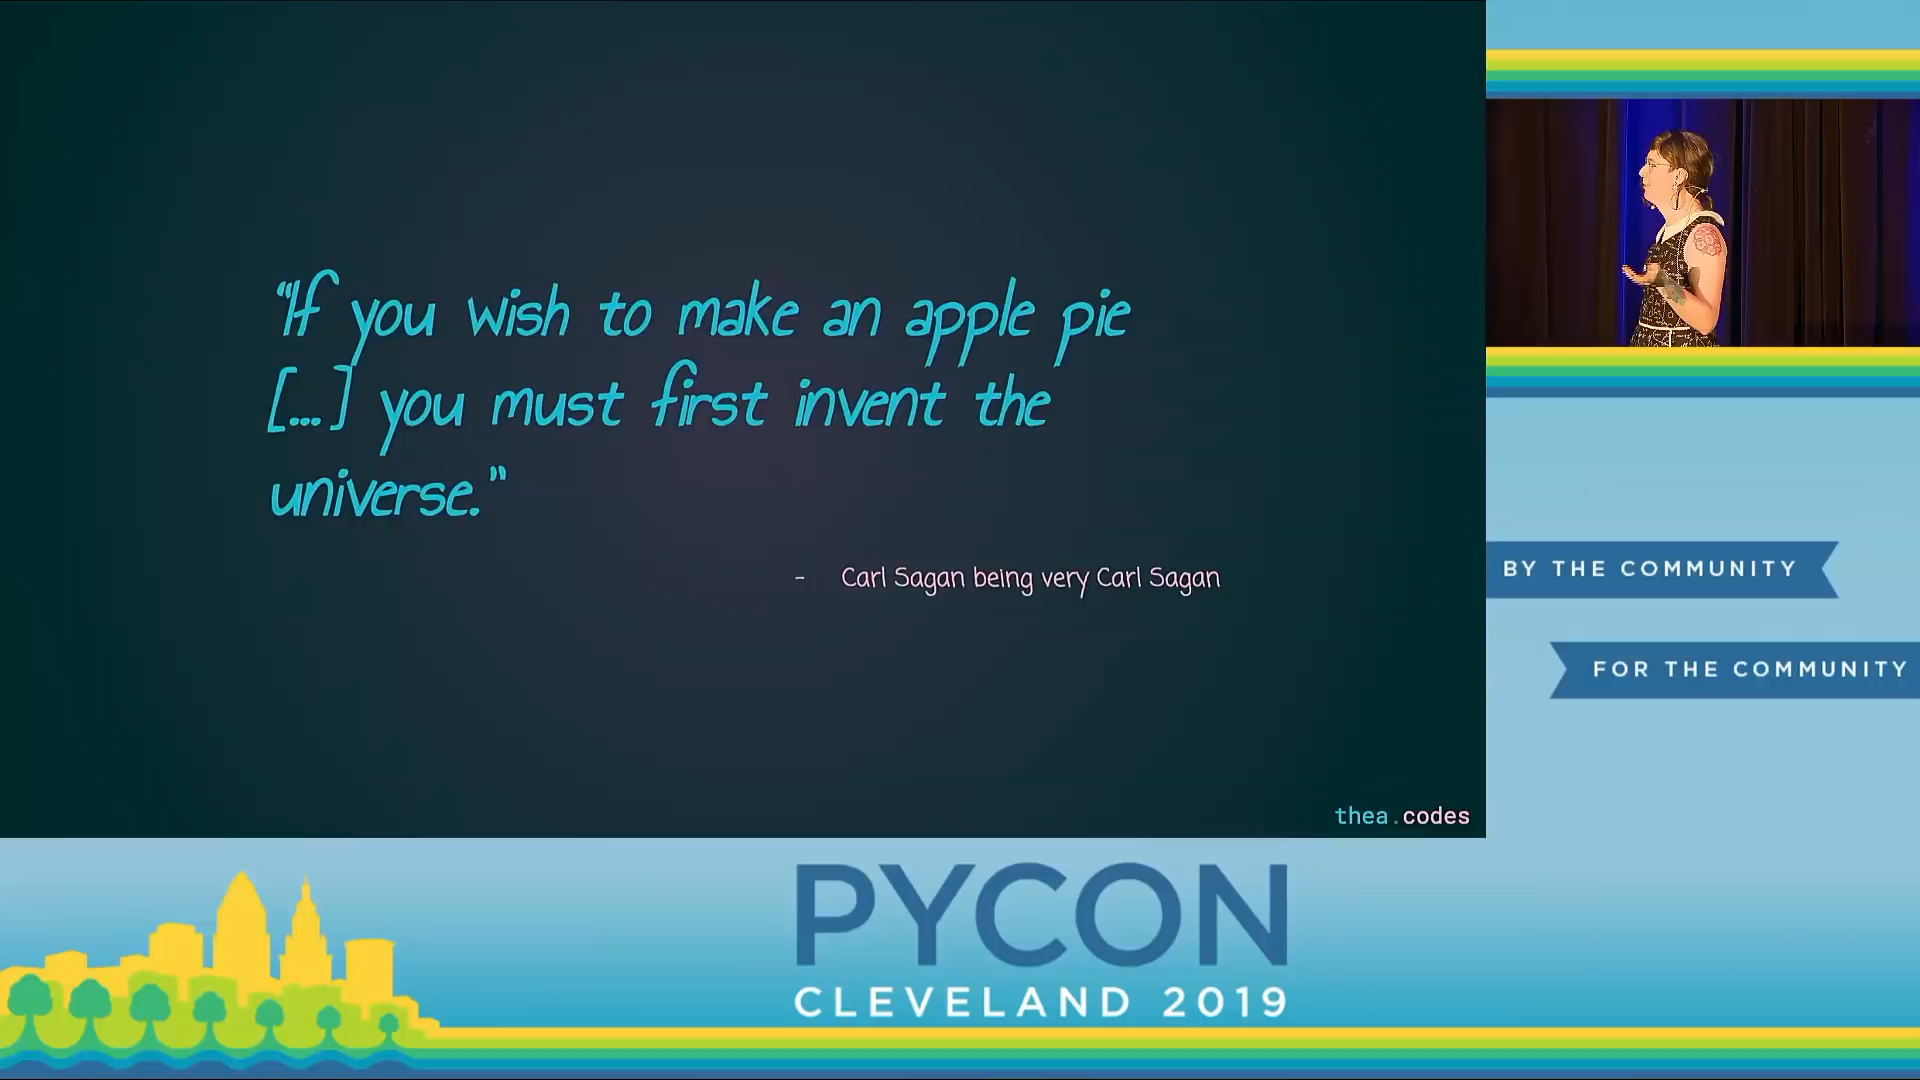 “If you wish to make an apple pie
[...] you must first invent the
universe.”
- Carl Sagan being very Carl Sagan
thea.codes
BY THE COMMUNITY
FOR THE COMMUNITY
PYCON
CLEVELAND 2019